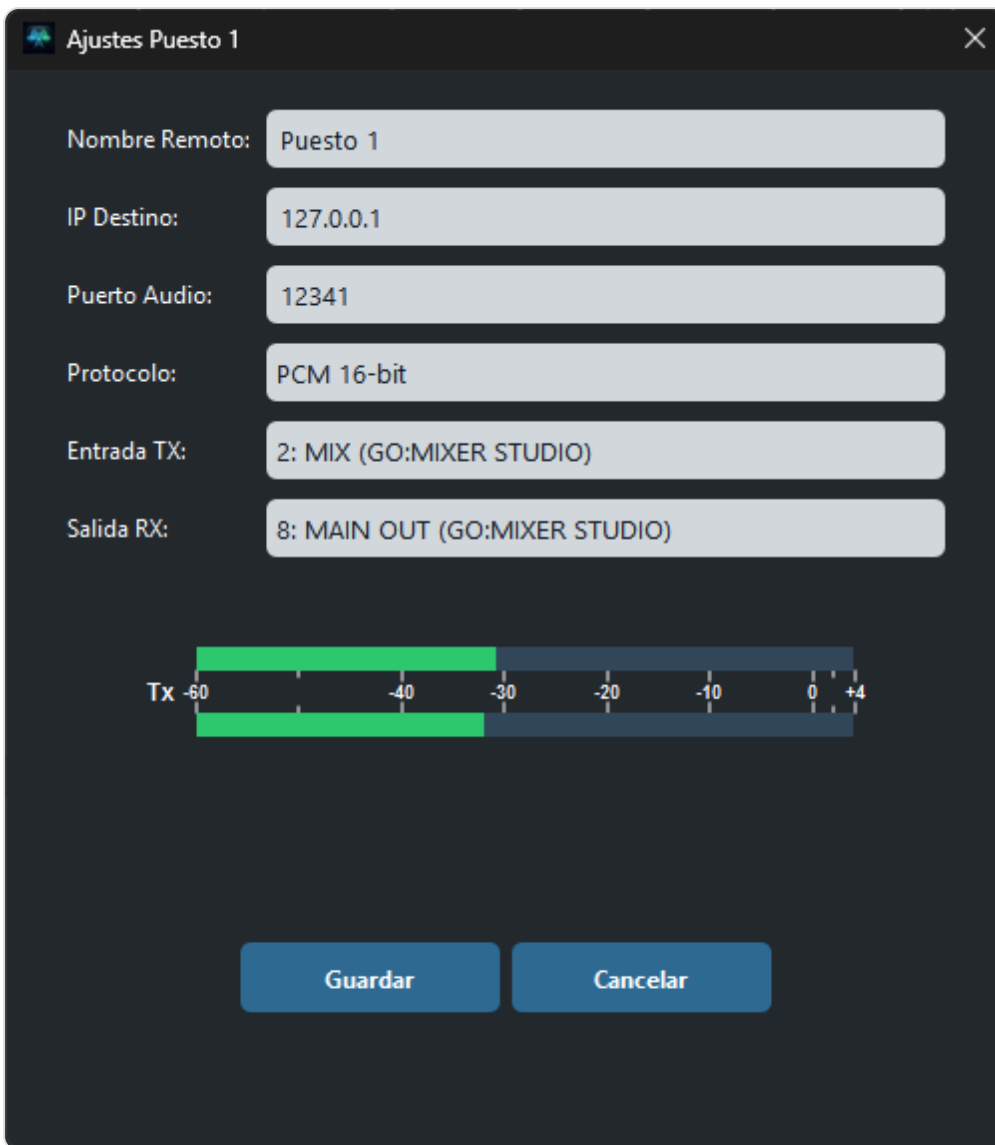 Ajustes Puesto 1
Nombre Remoto: Puesto 1
IP Destino: 127.0.0.1
Puerto Audio: 12341
Protocolo: PCM 16-bit
Entrada TX: 2: MIX (GO:MIXER STUDIO)
Salida RX: 8: MAIN OUT (GO:MIXER STUDIO)
Tx -60 -40 -30 -20 -10 0 +4
Guardar Cancelar